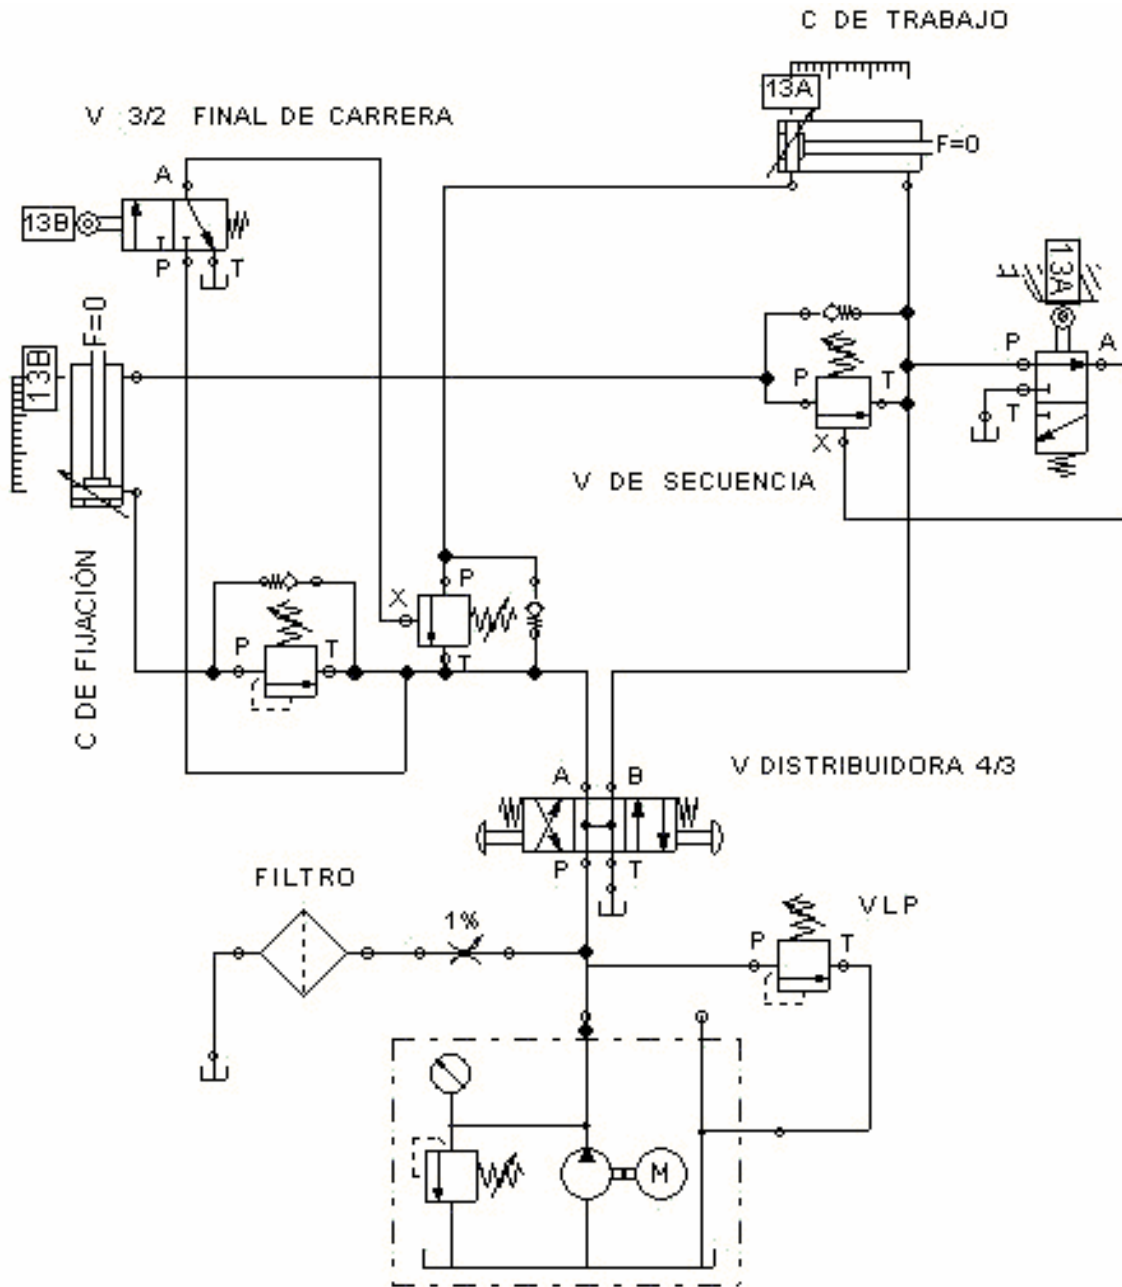 C DE TRABAJO
13A
V 3/2 FINAL DE CARRERA
F=0
A
13B
P T
F=0
13B
13A
P A
P T
T
X
V DE SECUENCIA
C DE FIJACIÓN
P
X
P T
T
A B
V DISTRIBUIDORA 4/3
P T
FILTRO
1%
VLP
P T
M